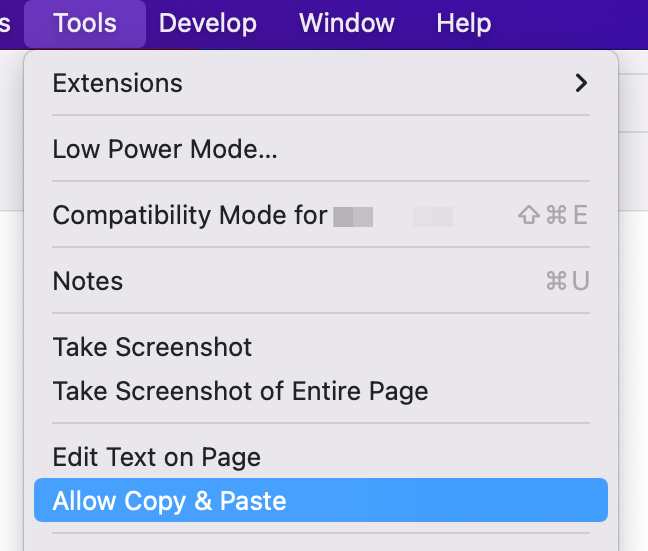 s Tools Develop Window Help
Extensions
Low Power Mode...
Compatibility Mode for ⇧⌘E
Notes ⌘U
Take Screenshot
Take Screenshot of Entire Page
Edit Text on Page
Allow Copy & Paste